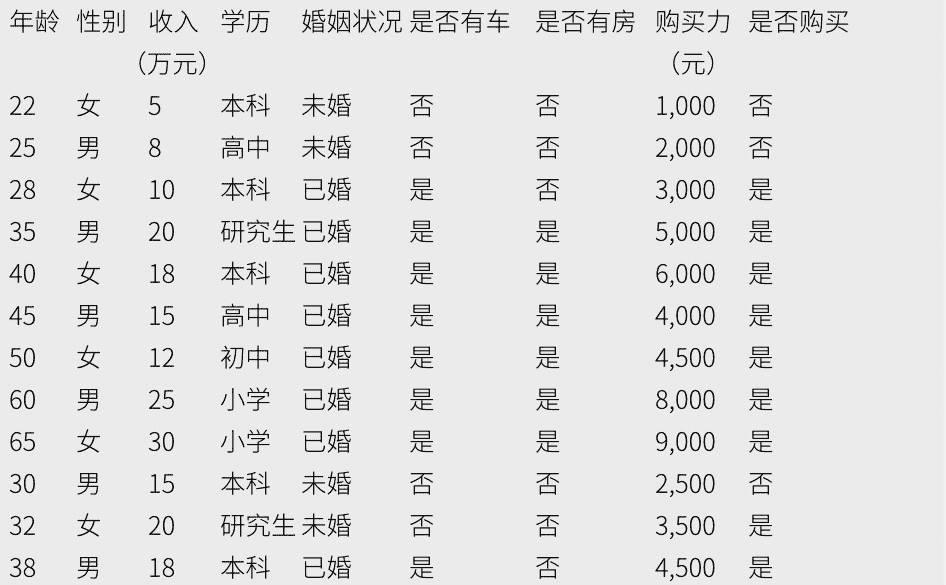 年龄 性别 收入 学历 婚姻状况 是否有车 是否有房 购买力 是否购买
（万元） （元）
22 女 5 本科 未婚 否 否 1,000 否
25 男 8 高中 未婚 否 否 2,000 否
28 女 10 本科 已婚 是 否 3,000 是
35 男 20 研究生 已婚 是 是 5,000 是
40 女 18 本科 已婚 是 是 6,000 是
45 男 15 高中 已婚 是 是 4,000 是
50 女 12 初中 已婚 是 是 4,500 是
60 男 25 小学 已婚 是 是 8,000 是
65 女 30 小学 已婚 是 是 9,000 是
30 男 15 本科 未婚 否 否 2,500 否
32 女 20 研究生 未婚 否 否 3,500 是
38 男 18 本科 已婚 是 否 4,500 是